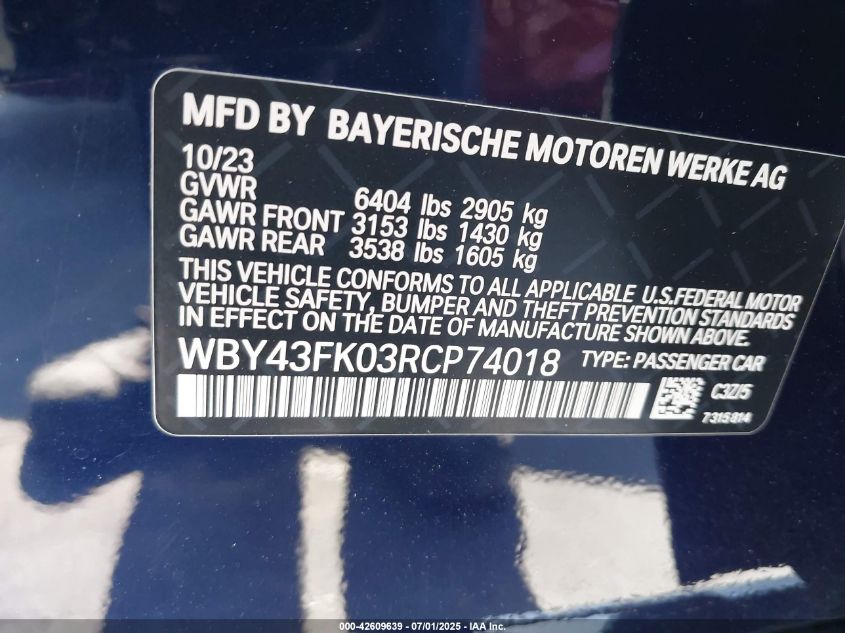 MFD BY BAYERISCHE MOTOREN WERKE AG
10/23
GVWR 6404 lbs 2905 kg
GAWR FRONT 3153 lbs 1430 kg
GAWR REAR 3538 lbs 1605 kg
THIS VEHICLE CONFORMS TO ALL APPLICABLE U.S.FEDERAL MOTOR
VEHICLE SAFETY, BUMPER AND THEFT PREVENTION STANDARDS
IN EFFECT ON THE DATE OF MANUFACTURE SHOWN ABOVE.
WBY43FK03RCP74018 TYPE: PASSENGER CAR
C3Z/5
7315814
000-42609639 - 07/01/2025 - IAA Inc.